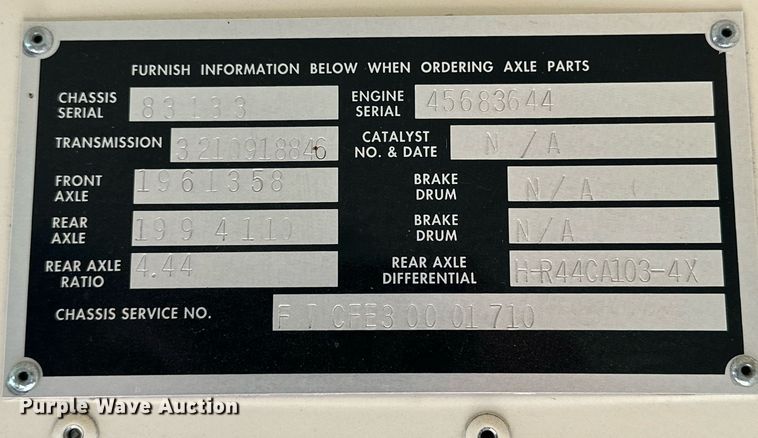 FURNISH INFORMATION BELOW WHEN ORDERING AXLE PARTS
CHASSIS SERIAL 83133 ENGINE SERIAL 45683644
TRANSMISSION 3210918846 CATALYST NO. & DATE N/A
FRONT AXLE 1961358 BRAKE DRUM N/A
REAR AXLE 1994110 BRAKE DRUM N/A
REAR AXLE RATIO 4.44 REAR AXLE DIFFERENTIAL H-R44CA103-4X
CHASSIS SERVICE NO.
Purple Wave Auction